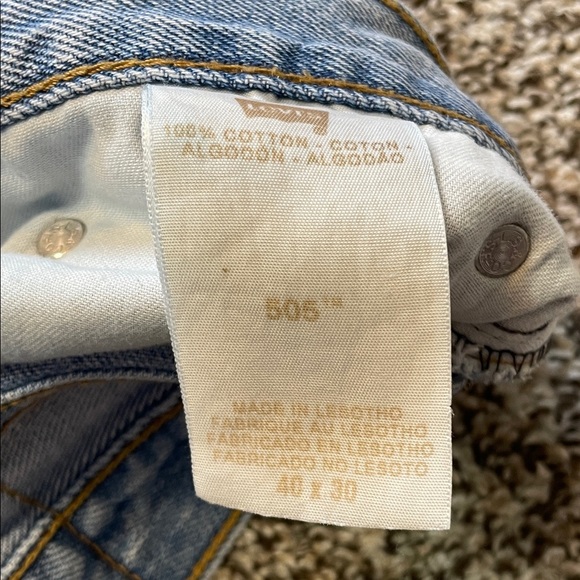 LEVI'S
100% COTTON - COTON -
ALGODÓN - ALGODÃO
505™
MADE IN LESOTHO
FABRIQUE AU LESOTHO
FABRICADO EN LESOTHO
FABRICADO NO LESOTO
40 X 30